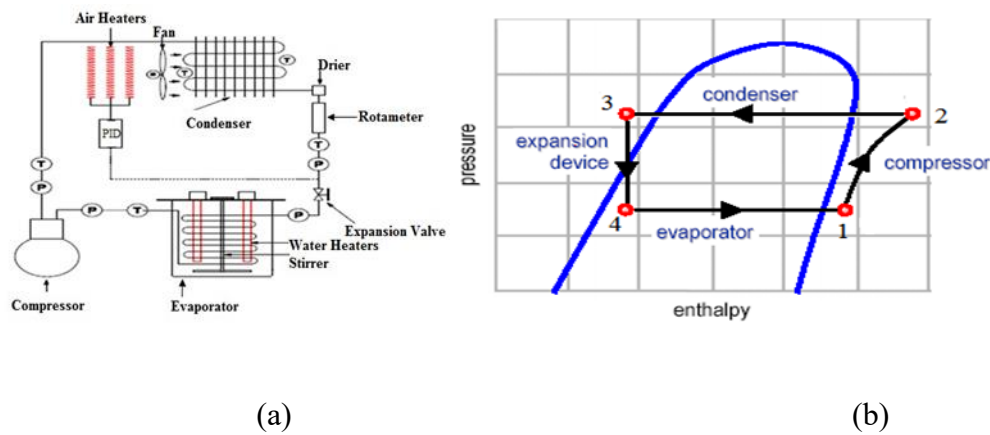 Air Heaters
Fan
T
T
Drier
Condenser
Rotameter
PID
T
P
T
P
P
T
P
Expansion Valve
Water Heaters
Stirrer
Compressor
Evaporator
(a)
pressure
3
condenser
2
expansion
device
compressor
4
evaporator
1
enthalpy
(b)